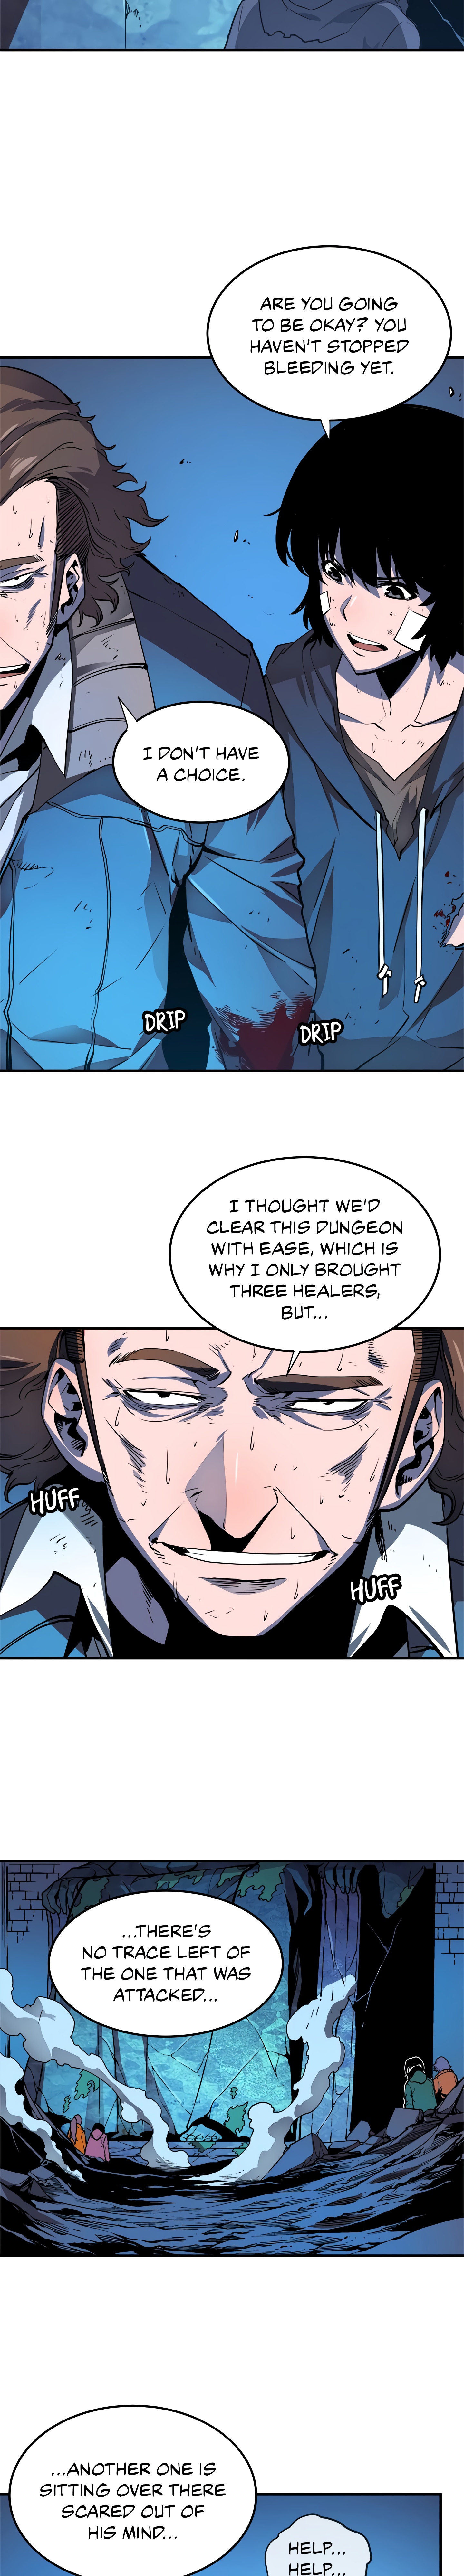 ARE YOU GOING
TO BE OKAY? YOU
HAVEN'T STOPPED
BLEEDING YET.
I DON'T HAVE
A CHOICE.
DRIP
DRIP
I THOUGHT WE'D
CLEAR THIS DUNGEON
WITH EASE, WHICH IS
WHY I ONLY BROUGHT
THREE HEALERS,
BUT...
HUFF
HUFF
...THERE'S
NO TRACE LEFT OF
THE ONE THAT WAS
ATTACKED...
...ANOTHER ONE IS
SITTING OVER THERE
SCARED OUT OF
HIS MIND...
HELP...
HELP...